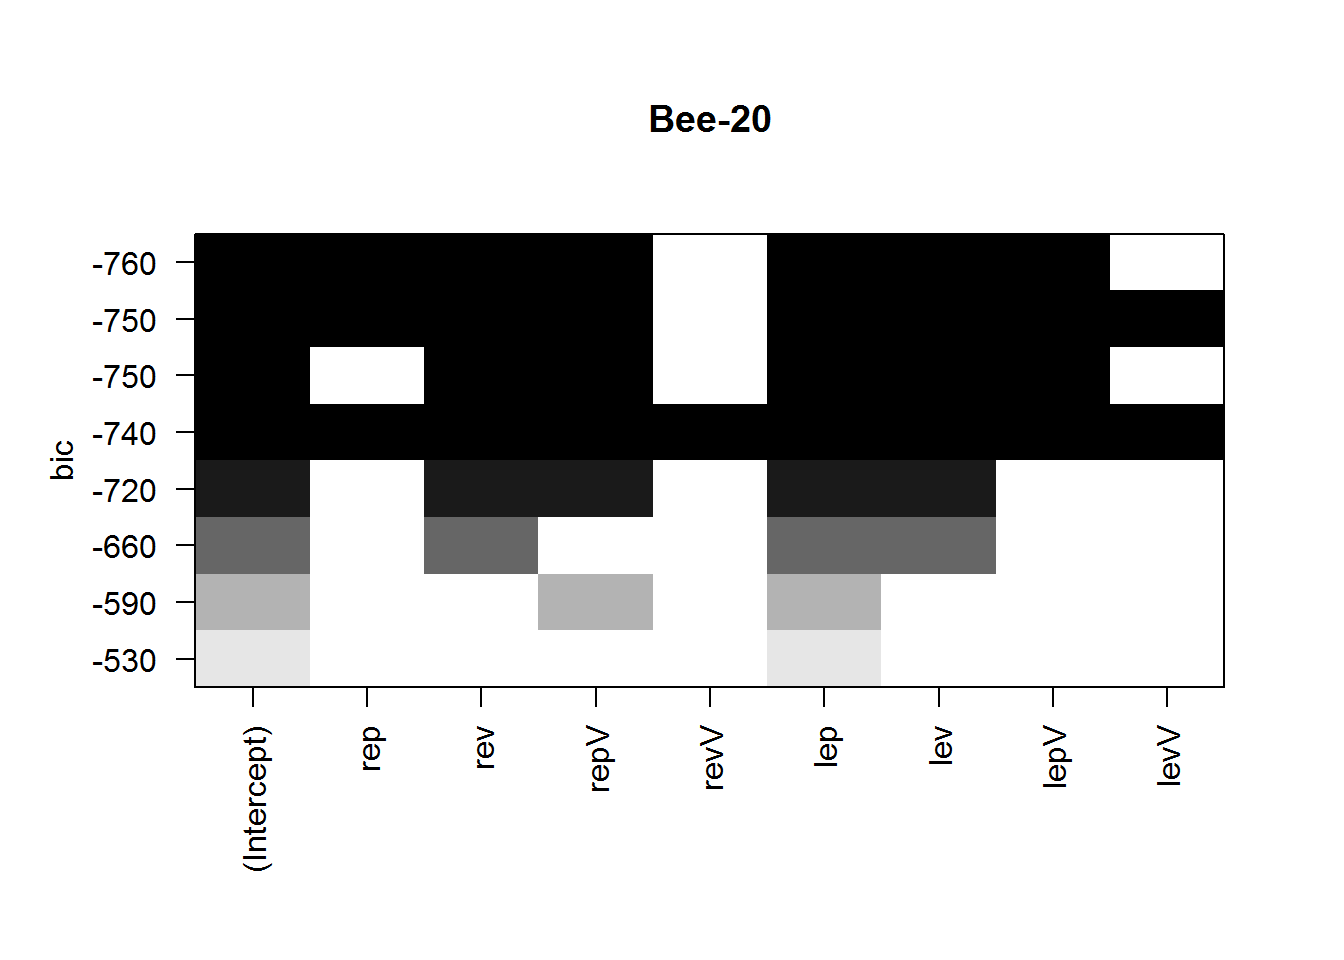 Bee-20
bic
-760
-750
-750
-740
-720
-660
-590
-530
(Intercept)
rep
rev
repV
revV
lep
lev
lepV
levV